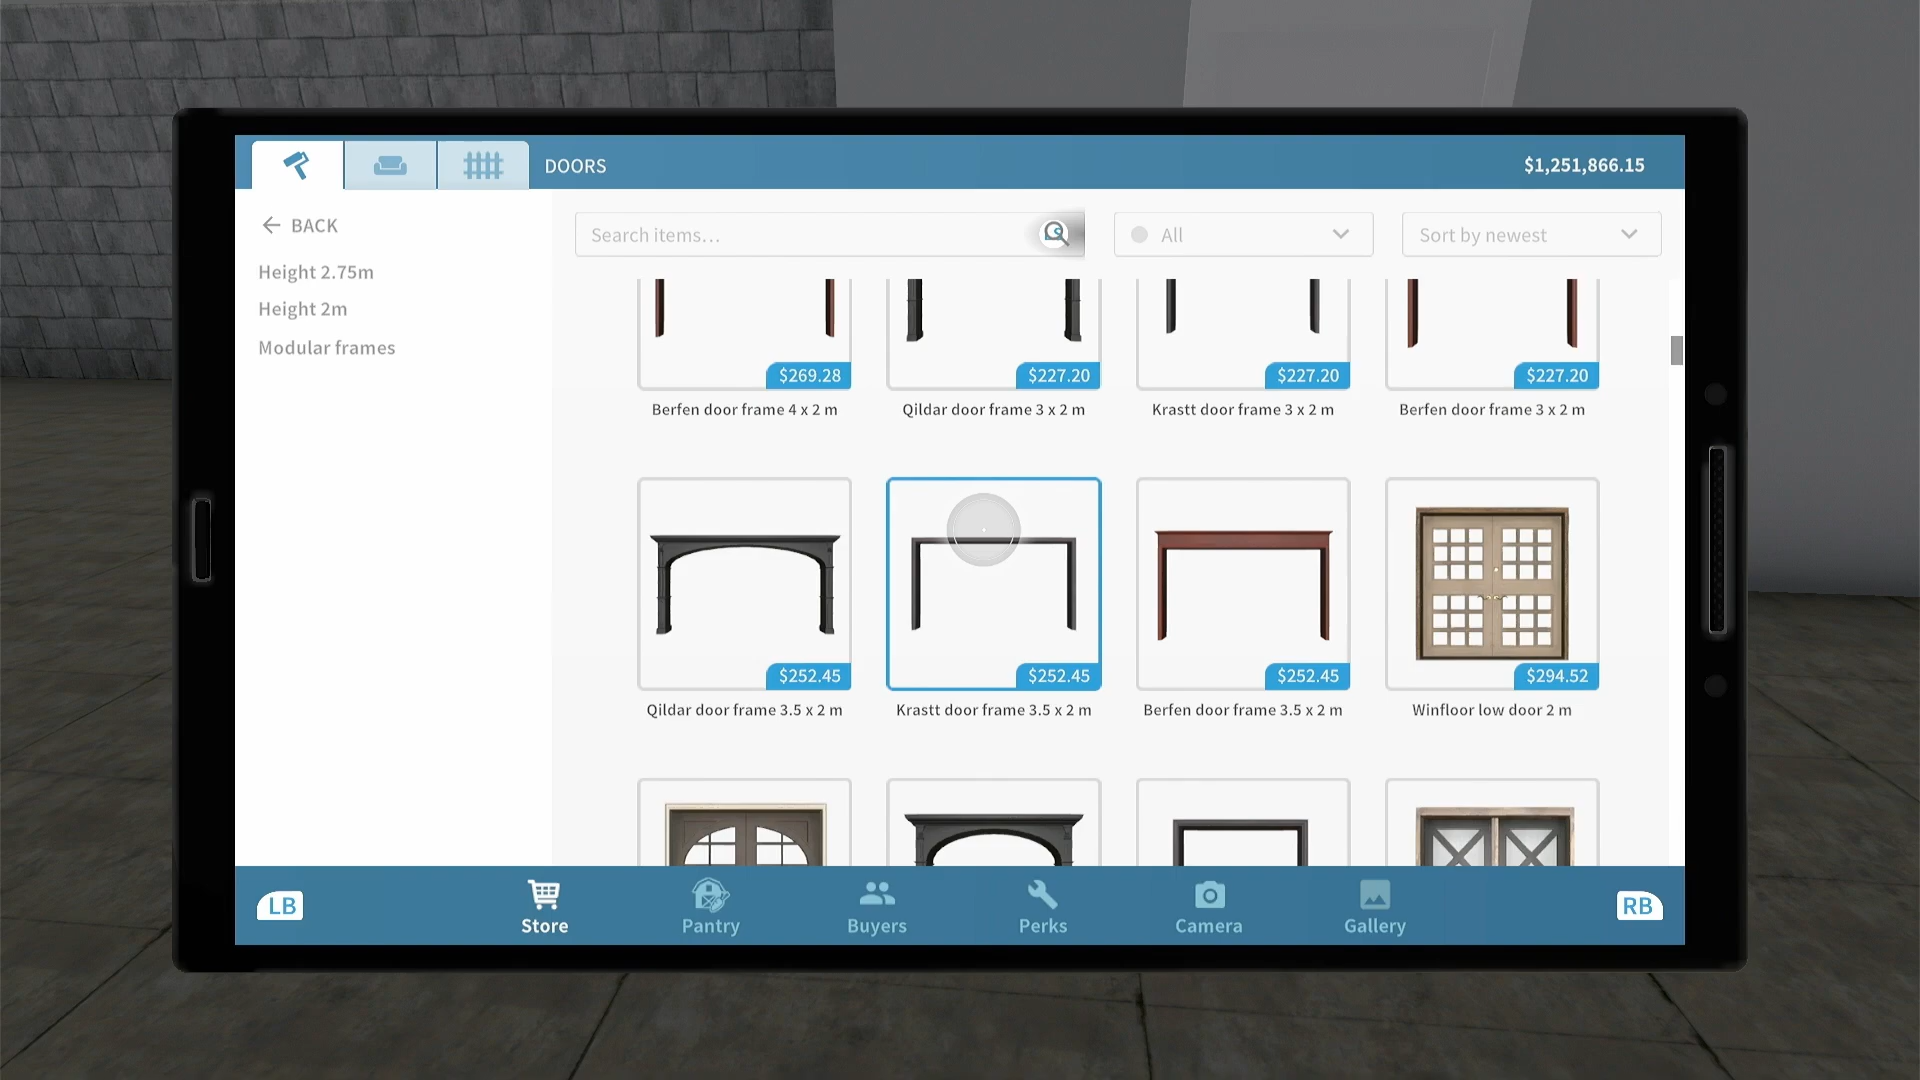 DOORS
$1,251,866.15
BACK
Height 2.75m
Height 2m
Modular frames
Search items...
All
Sort by newest
$269.28
$227.20
$227.20
$227.20
Berfen door frame 4 x 2 m
Qildar door frame 3 x 2 m
Krastt door frame 3 x 2 m
Berfen door frame 3 x 2 m
$252.45
$252.45
$252.45
$294.52
Qildar door frame 3.5 x 2 m
Krastt door frame 3.5 x 2 m
Berfen door frame 3.5 x 2 m
Winfloor low door 2 m
LB
Store
Pantry
Buyers
Perks
Camera
Gallery
RB